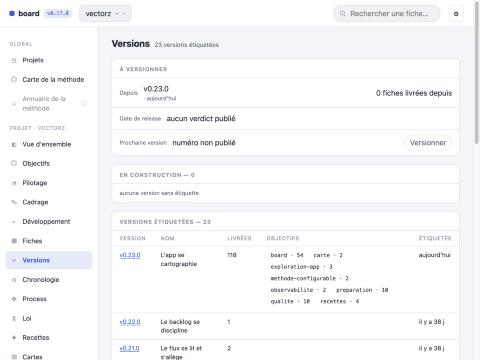 board v0.17.0 vectorz
Rechercher une fiche...
GLOBAL
Projets
Carte de la méthode
Annuaire de la
méthode
PROJET · VECTORZ
Vue d'ensemble
Objectifs
Pilotage
Cadrage
Développement
Fiches
Versions
Chronologie
Process
Loi
Recettes
Cartes
Versions 23 versions étiquetées
À VERSIONNER
Depuis v0.23.0
· aujourd'hui
0 fiches livrées depuis
Gate de release aucun verdict publié
Prochaine version numéro non publié
Versionner
EN CONSTRUCTION — 0
aucune version sans étiquette
VERSIONS ÉTIQUETÉES — 23
VERSION NOM LIVRÉES OBJECTIFS ÉTIQUETÉE
v0.23.0 L'app se
cartographie
118
board · 54 carte · 2
exploration-app · 3
methode-configurable · 2
observabilite · 2 preparation · 10
qualite · 10 recettes · 4
aujourd'hui
v0.22.0 Le backlog se
discipline
1
il y a 38 j
v0.21.0 Le flux se lit et
s'allège
2
il y a 38 j